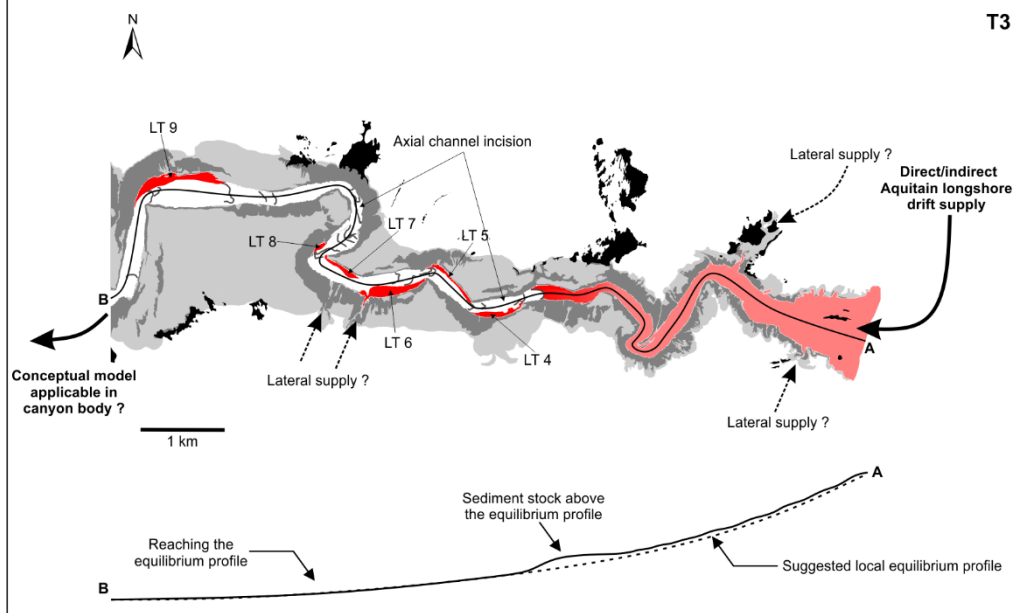 N
T3
LT 9
Axial channel incision
Lateral supply ?
Direct/indirect
Aquitain longshore
drift supply
LT 8
LT 7
LT 5
B
A
LT 6
LT 4
Lateral supply ?
Lateral supply ?
Conceptual model
applicable in
canyon body ?
1 km
A
Sediment stock above
the equilibrium profile
Reaching the
equilibrium profile
Suggested local equilibrium profile
B